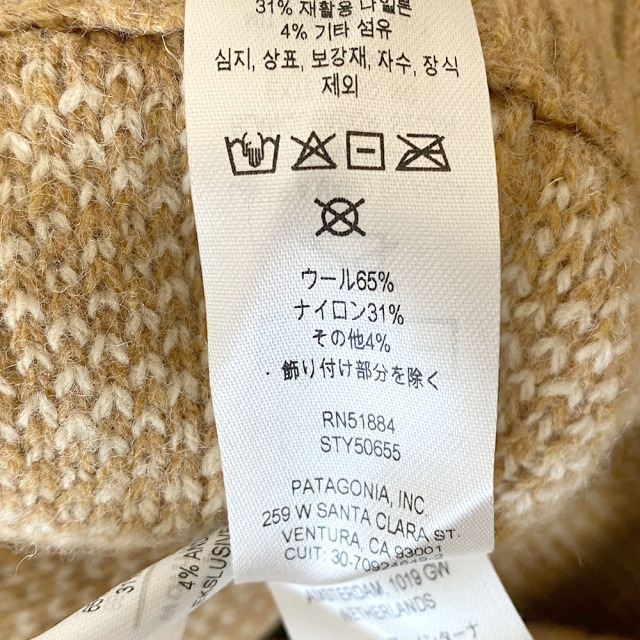 31% 재활용 나일론
4% 기타 섬유
심지, 상표, 보강재, 자수, 장식
제외
ウール65%
ナイロン31%
その他4%
・飾り付け部分を除く
RN51884
STY50655
PATAGONIA, INC
259 W SANTA CLARA ST.
VENTURA, CA 93001
CUIT:
4%
AMSTERDAM, 1019 GW
NETHERLANDS